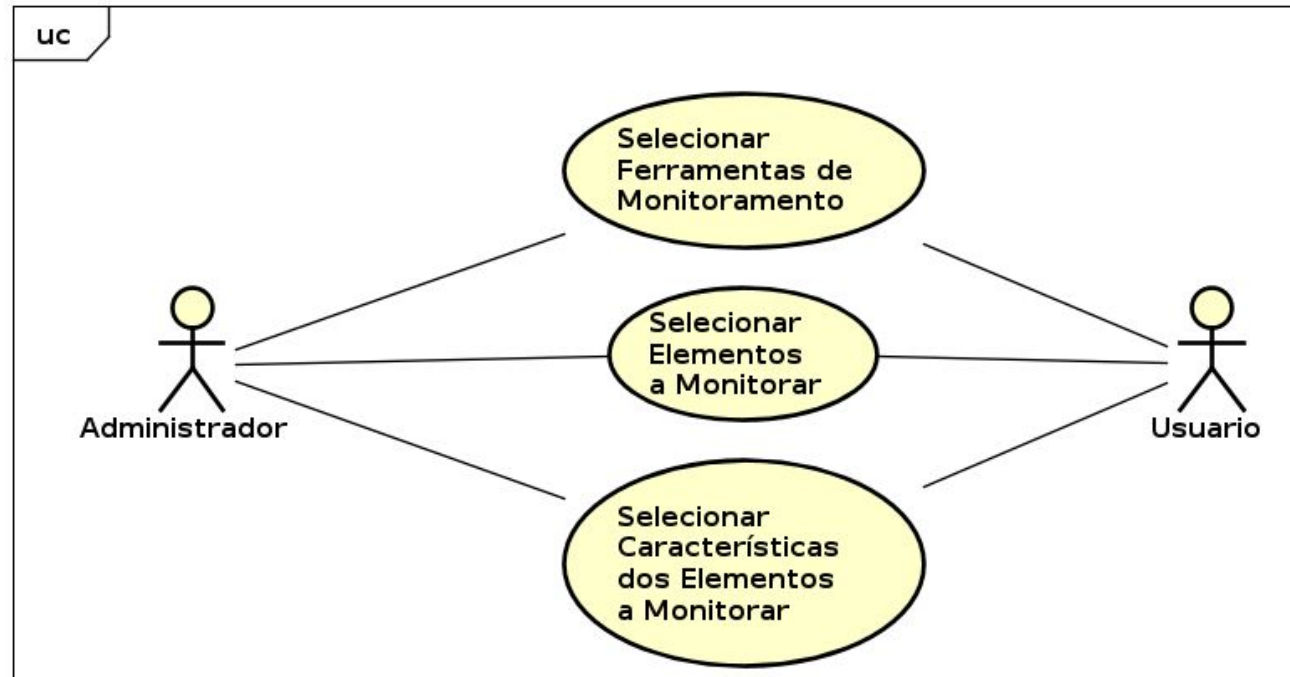 uc
Selecionar
Ferramentas de
Monitoramento
Selecionar
Elementos
a Monitorar
Administrador
Usuario
Selecionar
Características
dos Elementos
a Monitorar